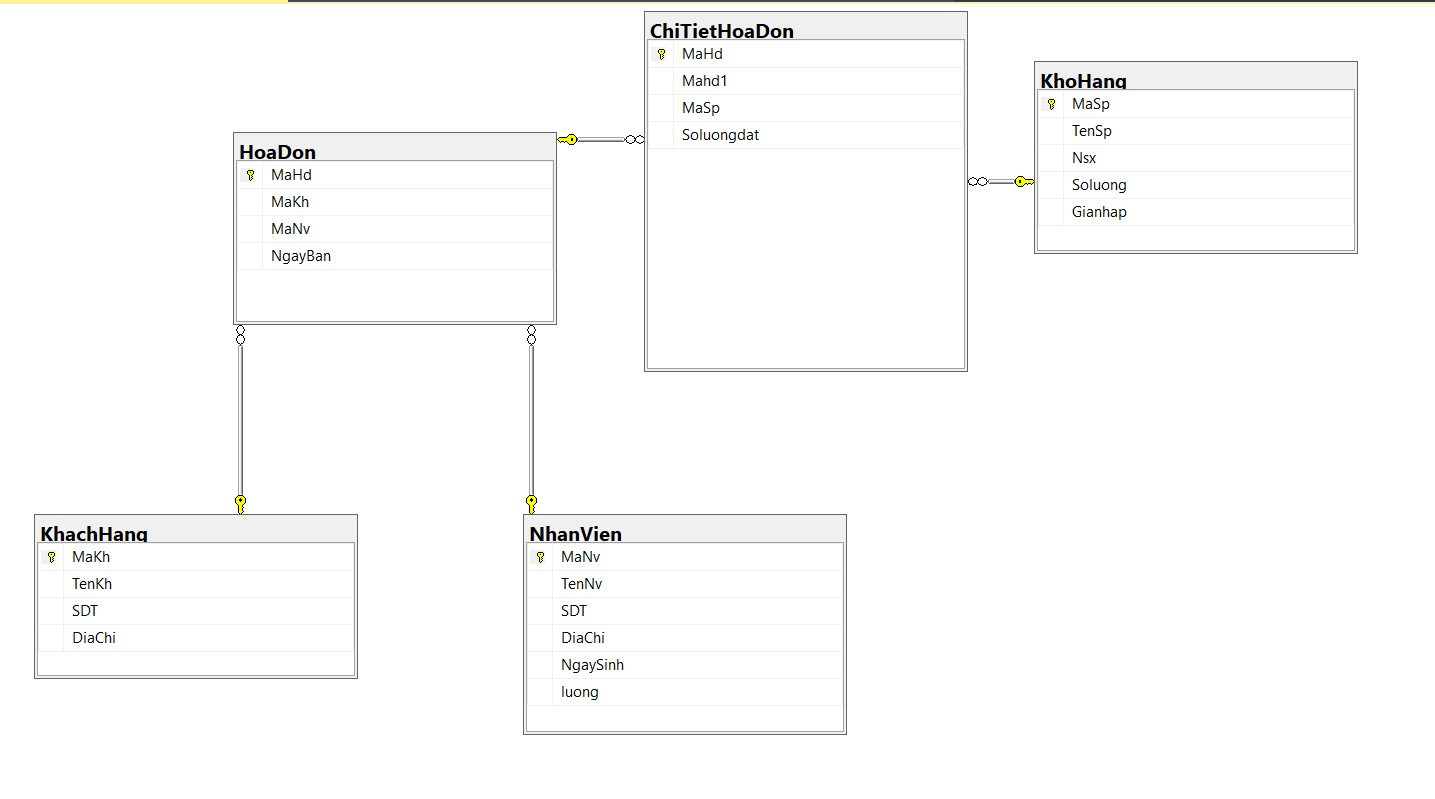 ChiTietHoaDon
MaHd
Mahd1
MaSp
Soluongdat
KhoHang
MaSp
TenSp
Nsx
Soluong
Gianhap
HoaDon
MaHd
MaKh
MaNv
NgayBan
KhachHang
MaKh
TenKh
SDT
DiaChi
NhanVien
MaNv
TenNv
SDT
DiaChi
NgaySinh
luong